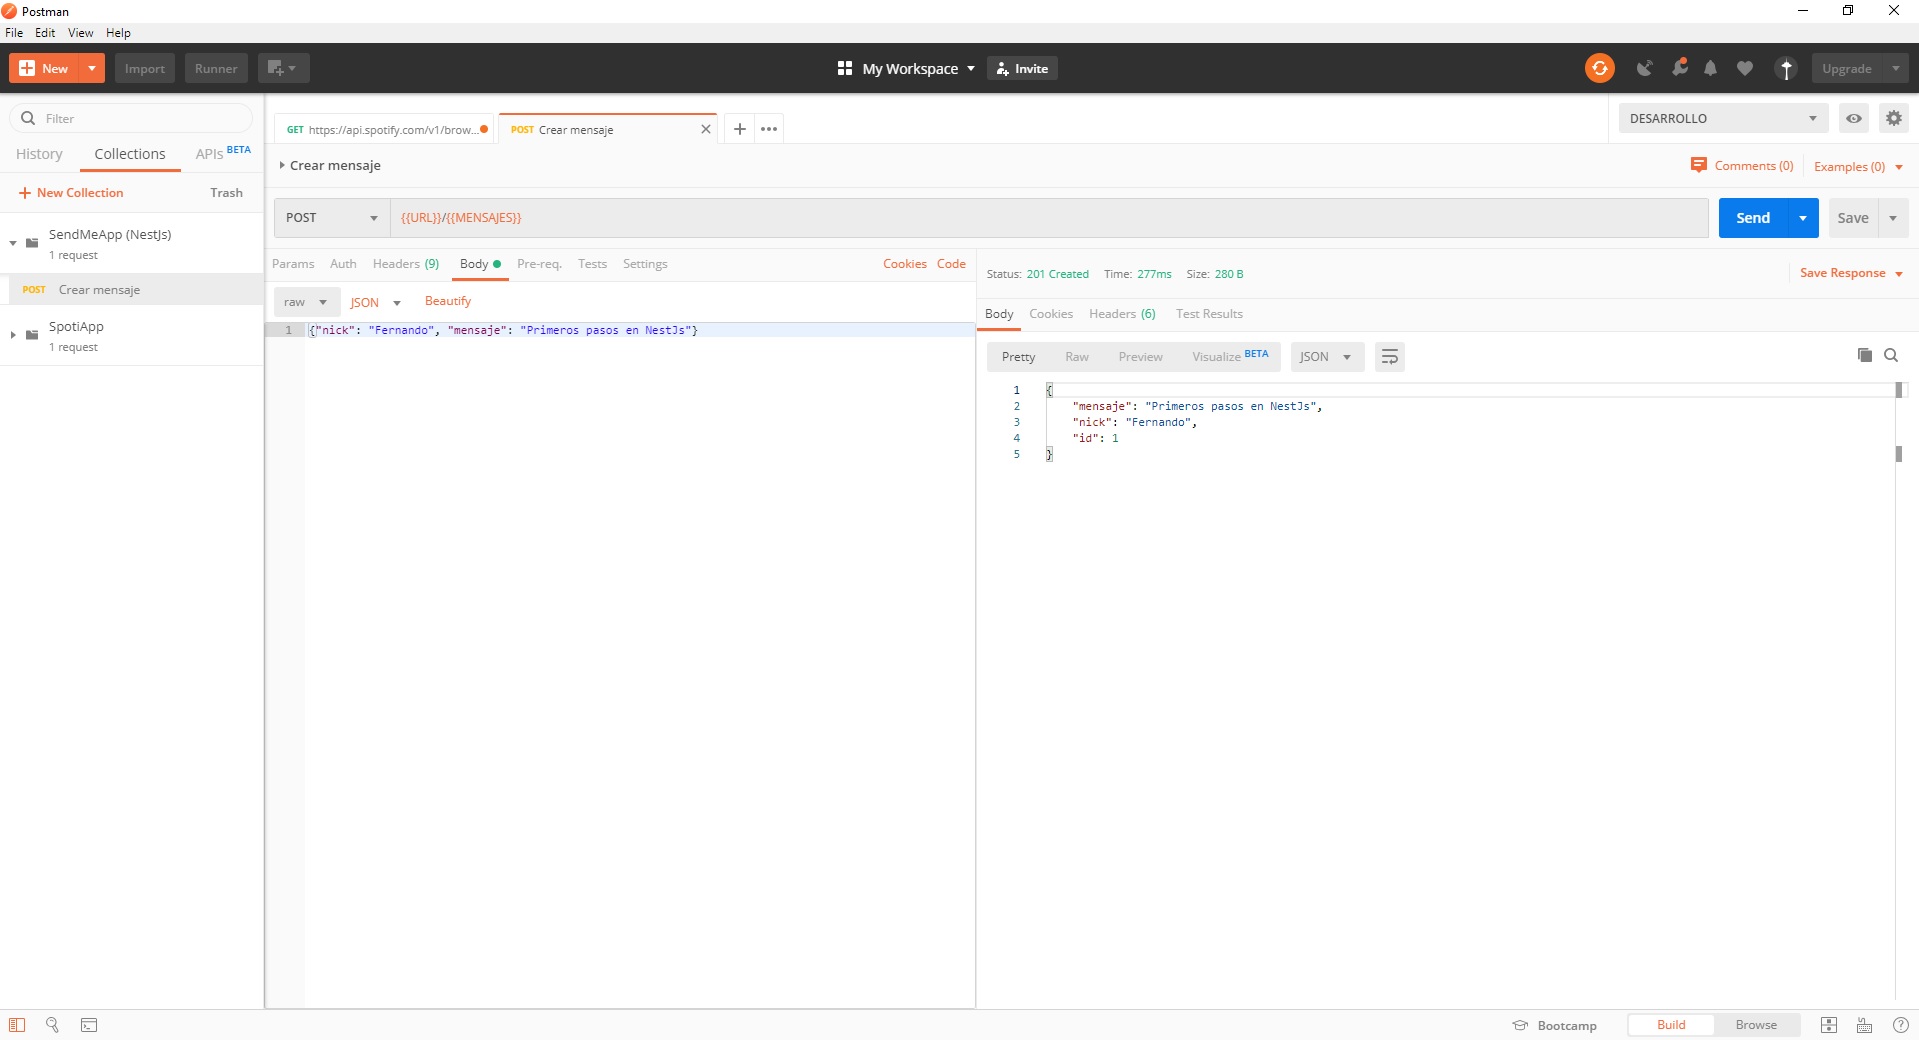 Postman
File Edit View Help
New Import Runner My Workspace Invite Upgrade
Filter
History Collections APIs BETA
New Collection Trash
SendMeApp (NestJs)
1 request
POST Crear mensaje
SpotiApp
1 request
GET https://api.spotify.com/v1/brow... POST Crear mensaje
DESARROLLO
Crear mensaje
Comments (0) Examples (0)
POST {{URL}}/{{MENSAJES}} Send Save
Params Auth Headers (9) Body Pre-req. Tests Settings Cookies Code
raw JSON Beautify
1 {"nick": "Fernando", "mensaje": "Primeros pasos en NestJs"}
Status: 201 Created Time: 277ms Size: 280 B Save Response
Body Cookies Headers (6) Test Results
Pretty Raw Preview Visualize BETA JSON
1 {
2 "mensaje": "Primeros pasos en NestJs",
3 "nick": "Fernando",
4 "id": 1
5 }
Bootcamp Build Browse